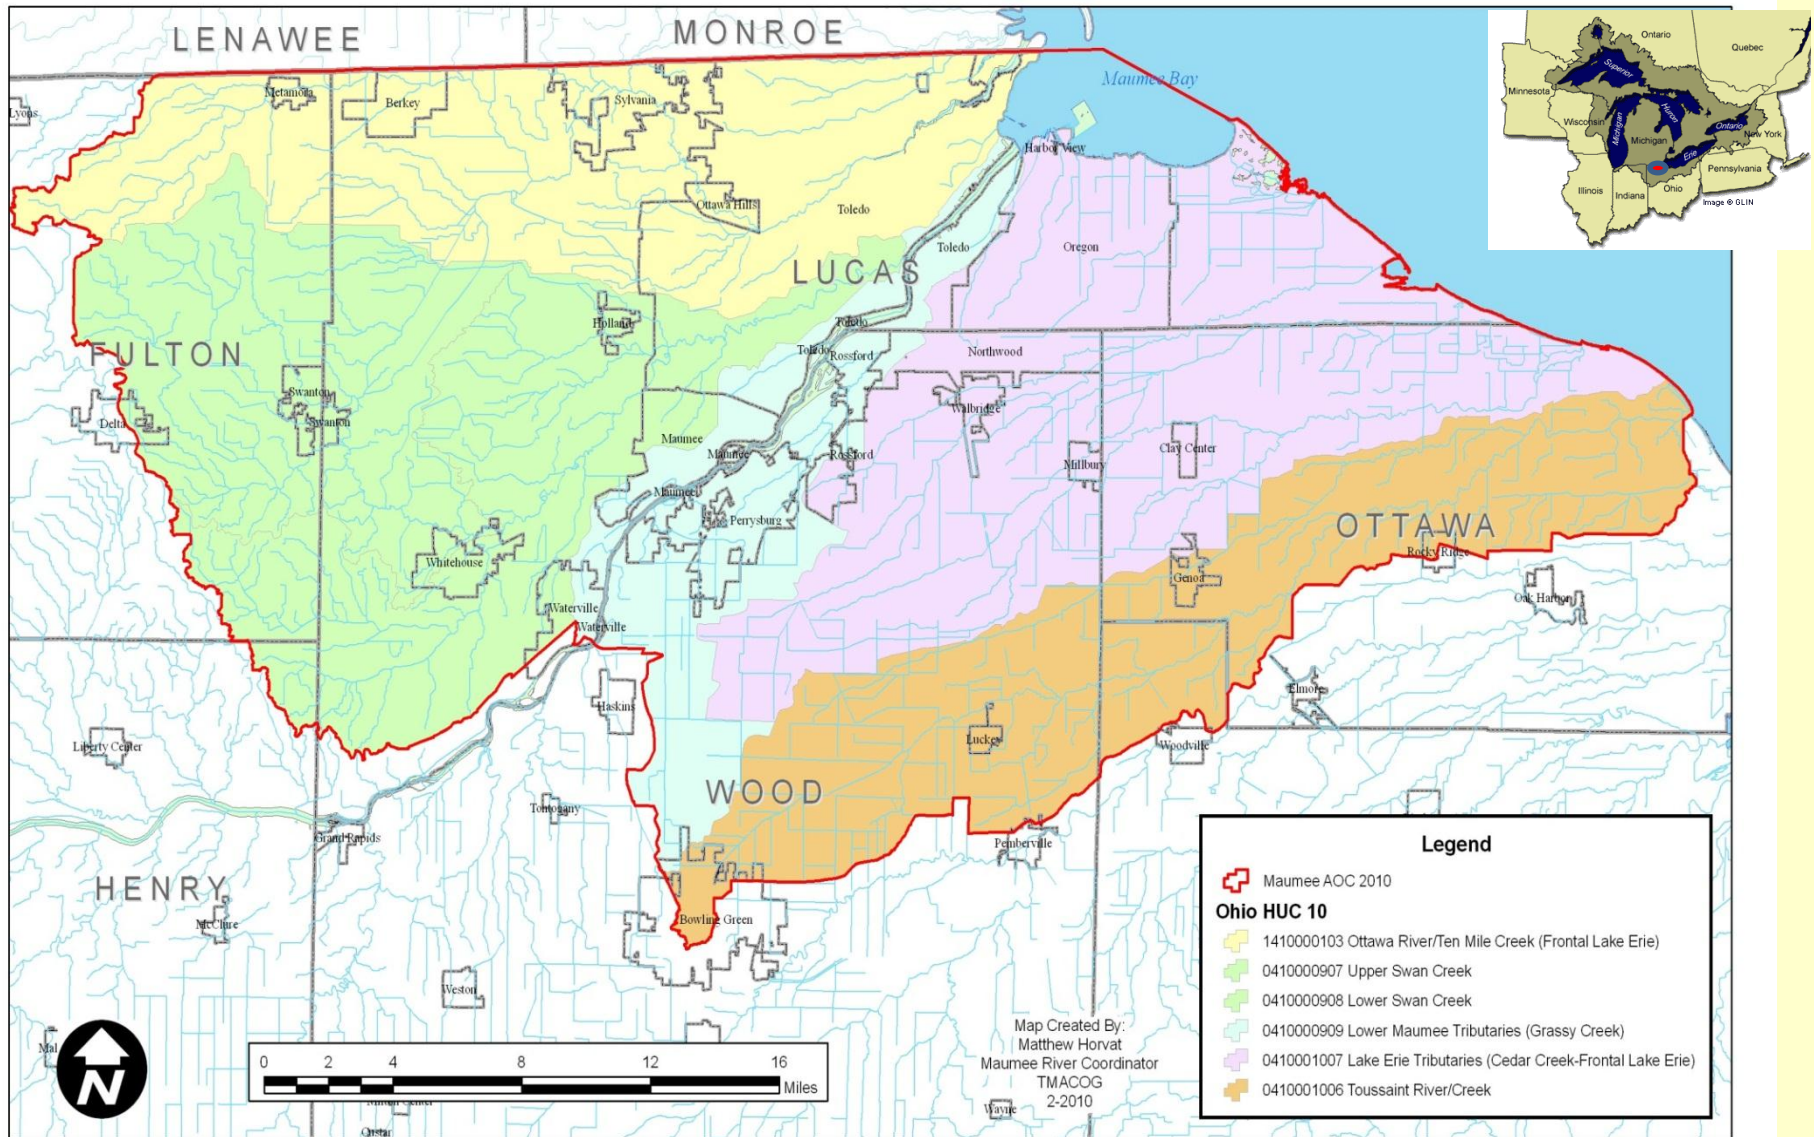 LENAWEE
MONROE
Maumee Bay
Lyons
Metamora
Berkey
Sylvania
Harbor View
Ottawa Hills
Toledo
Toledo
Oregon
LUCAS
Holland
Toledo
Toledo
Rossford
Northwood
FULTON
Swanton
Swanton
Delta
Walbridge
Maumee
Maumee
Rossford
Millbury
Clay Center
Maumee
Perrysburg
OTTAWA
Rocky Ridge
Whitehouse
Genoa
Oak Harbor
Waterville
Waterville
Elmore
Haskins
Liberty Center
Luckey
Woodville
WOOD
Tontogany
Grand Rapids
Pemberville
HENRY
McClure
Bowling Green
Weston
Wayne
Custar
Ontario
Quebec
Minnesota
Superior
Wisconsin
Michigan
Huron
Michigan
Ontario
New York
Erie
Pennsylvania
Illinois
Indiana
Ohio
Image © GLIN
N
0 2 4 8 12 16
Miles
Map Created By:
Matthew Horvat
Maumee River Coordinator
TMACOG
2-2010
Legend
Maumee AOC 2010
Ohio HUC 10
1410000103 Ottawa River/Ten Mile Creek (Frontal Lake Erie)
0410000907 Upper Swan Creek
0410000908 Lower Swan Creek
0410000909 Lower Maumee Tributaries (Grassy Creek)
0410001007 Lake Erie Tributaries (Cedar Creek-Frontal Lake Erie)
0410001006 Toussaint River/Creek